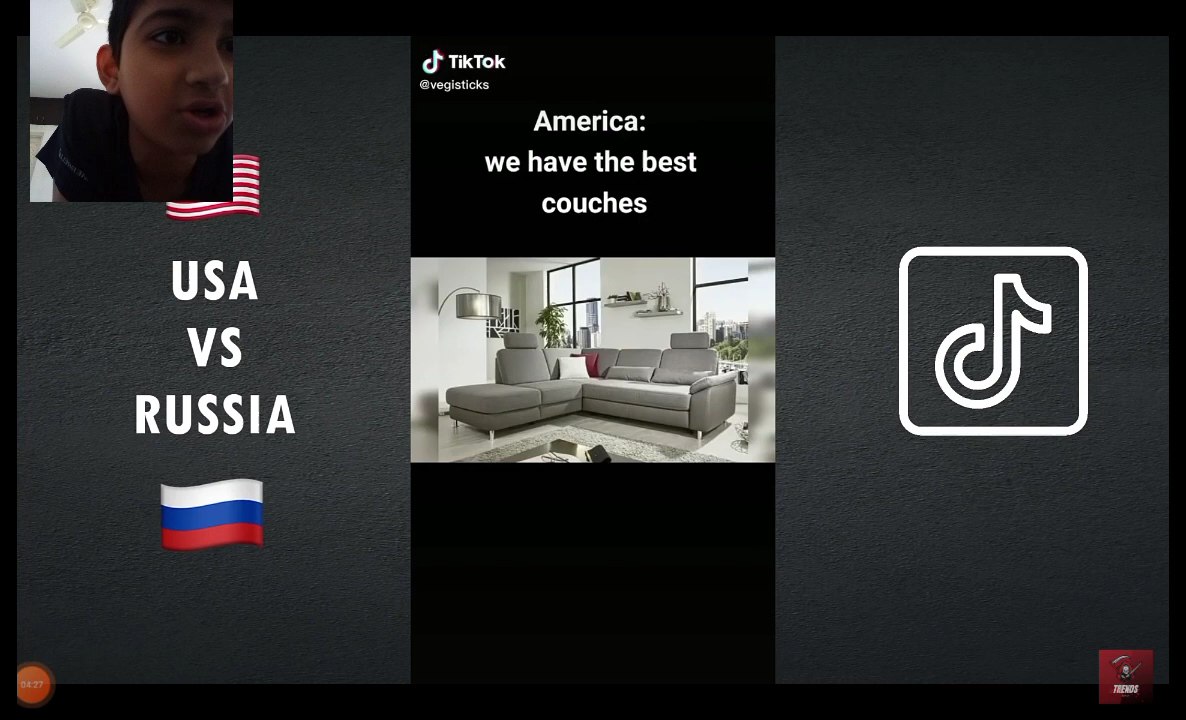 TikTok
@vegisticks
America:
we have the best
couches
USA
VS
RUSSIA
04:27
TRENDS